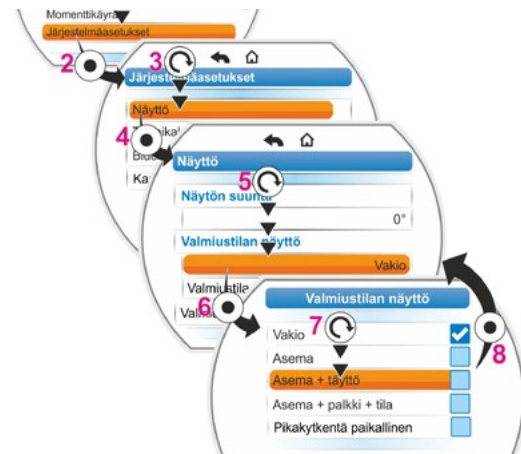 Momenttikäyrä
Järjestelmäasetukset
2
3
Järjestelmäasetukset
Näyttö
4
Näyttö
5
Näytön suunta
0°
Valmiustilan näyttö
Vakio
6
Valmiustilan näyttö
7
Vakio
8
Asema
Asema + täyttö
Asema + palkki + tila
Pikakytkentä paikallinen